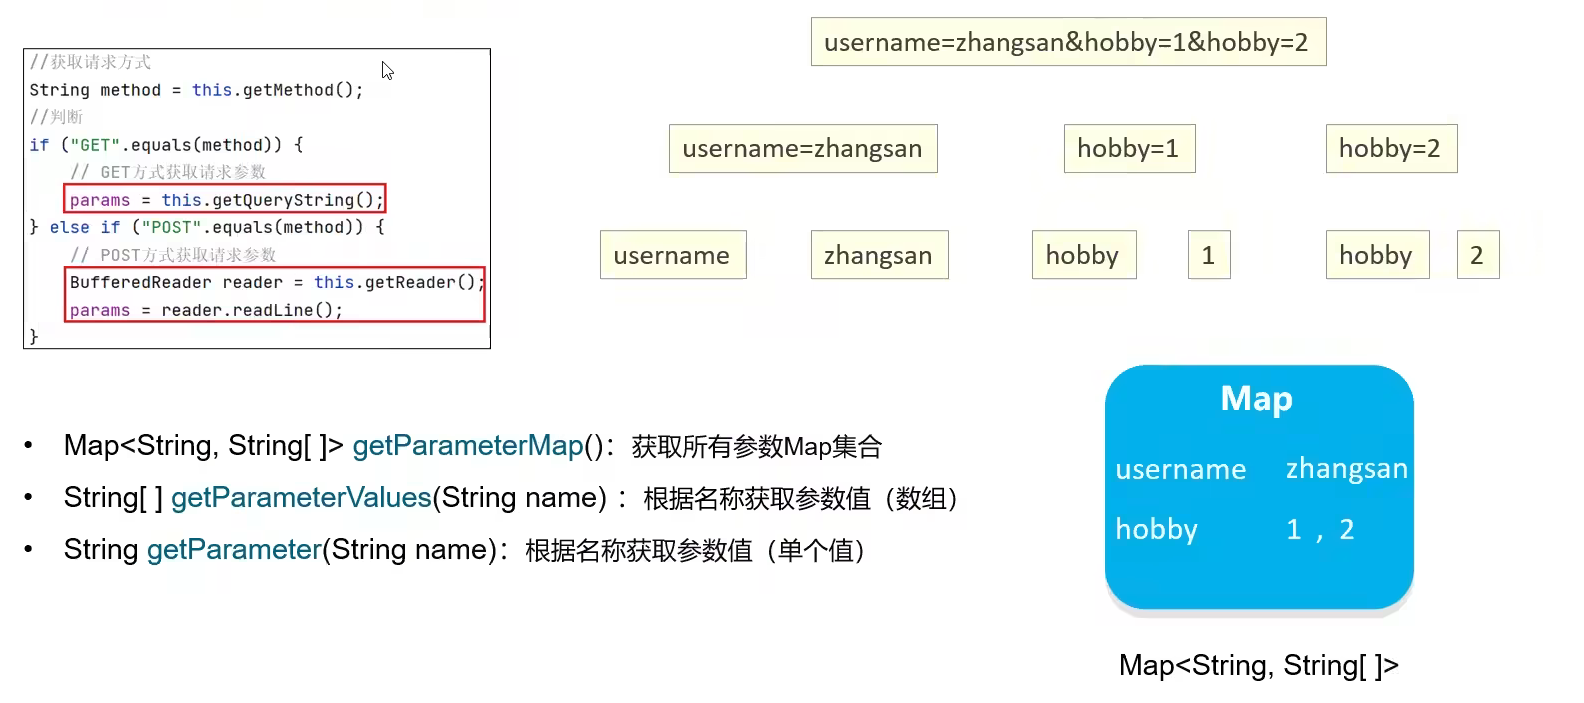 //获取请求方式
String method = this.getMethod();
//判断
if ("GET".equals(method)) {
// GET方式获取请求参数
params = this.getQueryString();
} else if ("POST".equals(method)) {
// POST方式获取请求参数
BufferedReader reader = this.getReader();
params = reader.readLine();
}
username=zhangsan&hobby=1&hobby=2
username=zhangsan hobby=1 hobby=2
username zhangsan hobby 1 hobby 2
• Map<String, String[ ]> getParameterMap()：获取所有参数Map集合
• String[ ] getParameterValues(String name) ：根据名称获取参数值（数组）
• String getParameter(String name)：根据名称获取参数值（单个值）
Map
username zhangsan
hobby 1 , 2
Map<String, String[ ]>